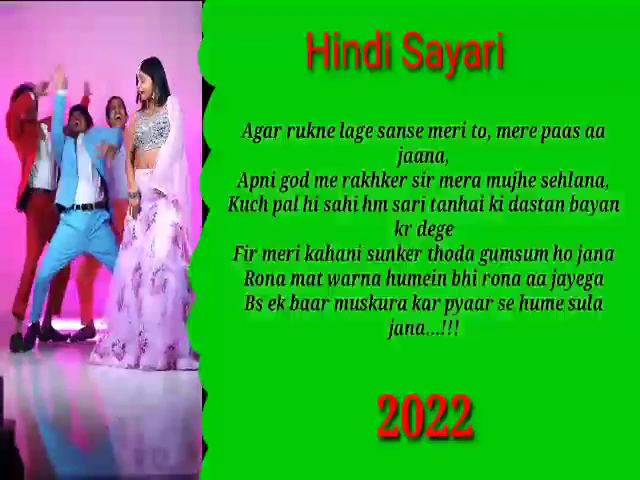 Hindi Sayari
Agar rukne lage sanse meri to, mere paas aa
jaana,
Apni god me rakhker sir mera mujhe sehlana,
Kuch pal hi sahi hm sari tanhai ki dastan bayan
kr dege
Fir meri kahani sunker thoda gumsum ho jana
Rona mat warna humein bhi rona aa jayega
Bs ek baar muskura kar pyaar se hume sula
jana...!!!
2022